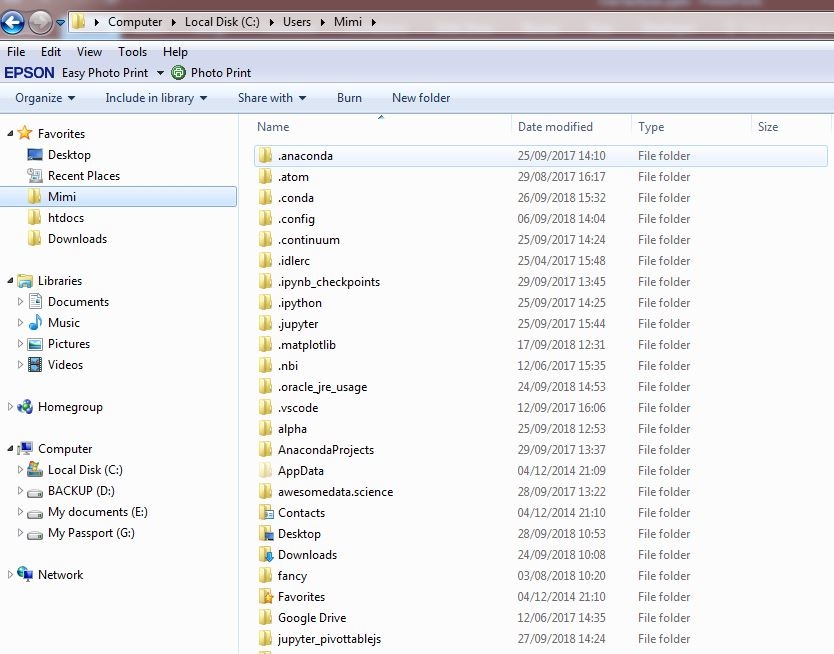 Computer Local Disk (C:) Users Mimi
File Edit View Tools Help
EPSON Easy Photo Print Photo Print
Organize Include in library Share with Burn New folder
Favorites
Desktop
Recent Places
Mimi
htdocs
Downloads
Libraries
Documents
Music
Pictures
Videos
Homegroup
Computer
Local Disk (C:)
BACKUP (D:)
My documents (E:)
My Passport (G:)
Network
Name Date modified Type Size
.anaconda 25/09/2017 14:10 File folder
.atom 29/08/2017 16:17 File folder
.conda 26/09/2018 15:32 File folder
.config 06/09/2018 14:04 File folder
.continuum 25/09/2017 14:24 File folder
.idlerc 25/04/2017 15:48 File folder
.ipynb_checkpoints 29/09/2017 13:45 File folder
.ipython 25/09/2017 14:25 File folder
.jupyter 25/09/2017 15:44 File folder
.matplotlib 17/09/2018 12:31 File folder
.nbi 12/06/2017 15:35 File folder
.oracle_jre_usage 24/09/2018 14:53 File folder
.vscode 12/09/2017 16:06 File folder
alpha 25/09/2018 12:53 File folder
AnacondaProjects 29/09/2017 13:37 File folder
AppData 04/12/2014 21:09 File folder
awesomedata.science 28/09/2017 13:22 File folder
Contacts 04/12/2014 21:10 File folder
Desktop 28/09/2018 10:53 File folder
Downloads 24/09/2018 10:08 File folder
fancy 03/08/2018 10:20 File folder
Favorites 04/12/2014 21:10 File folder
Google Drive 12/06/2017 14:35 File folder
jupyter_pivottablejs 27/09/2018 14:24 File folder